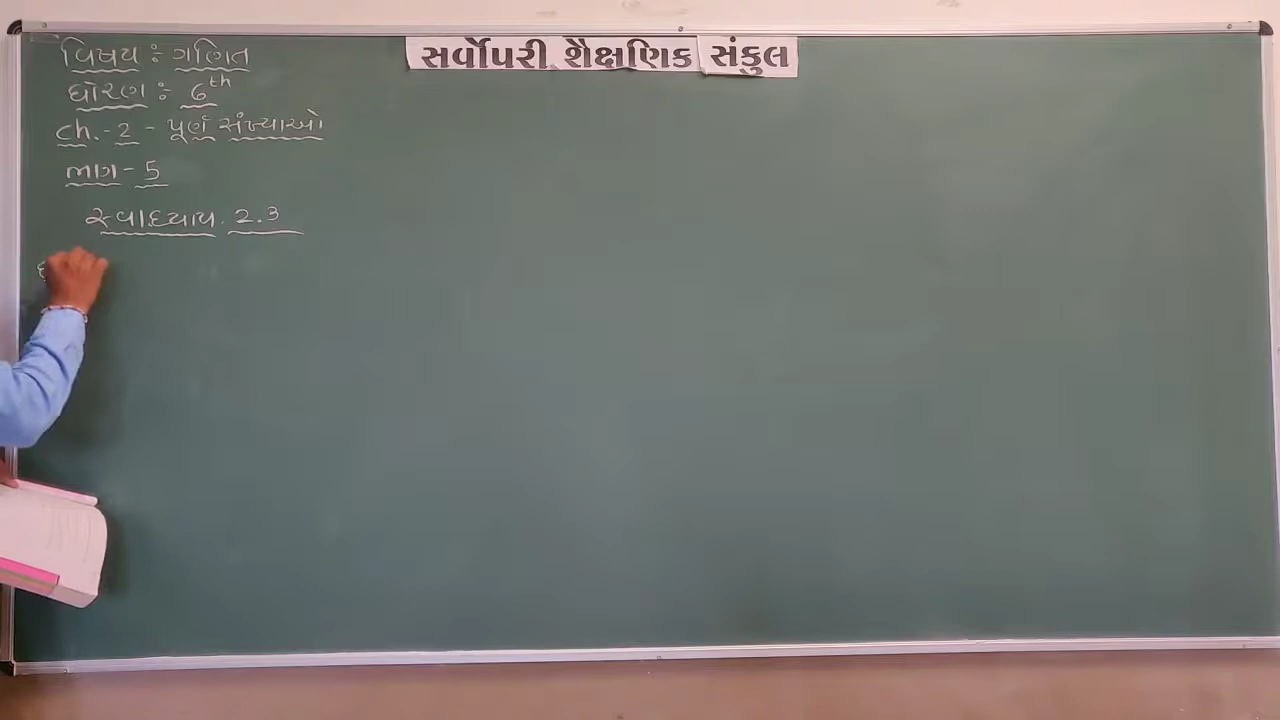 સર્વોપરી શૈક્ષણિક સંકુલ
વિષય : ગણિત
ધોરણ : 6th
ch. - 2 - પૂર્ણ સંખ્યાઓ
ભાગ - 5
સ્વાધ્યાય. 2.3